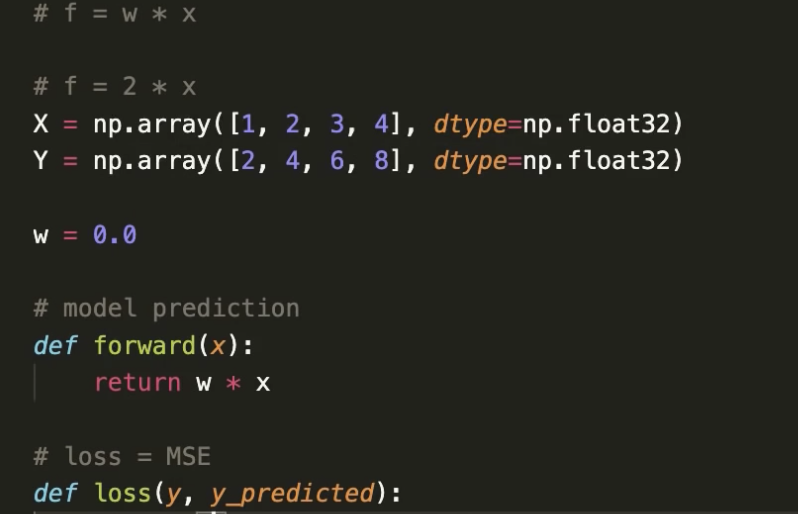 # f = w * x
# f = 2 * x
X = np.array([1, 2, 3, 4], dtype=np.float32)
Y = np.array([2, 4, 6, 8], dtype=np.float32)
w = 0.0
# model prediction
def forward(x):
    return w * x
# loss = MSE
def loss(y, y_predicted):